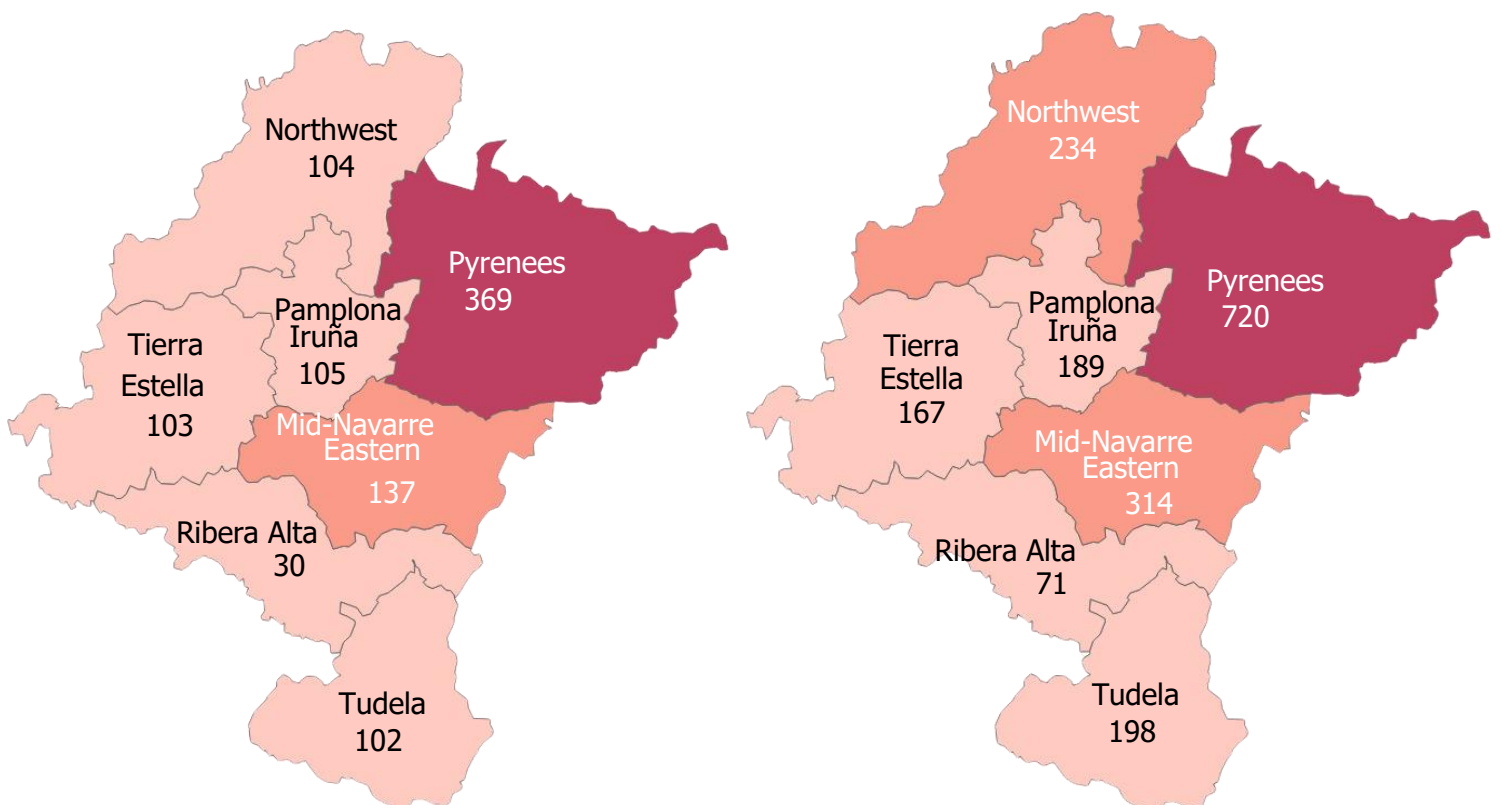 Northwest
104
Pyrenees
369
Pamplona
Iruña
105
Tierra
Estella
103
Mid-Navarre
Eastern
137
Ribera Alta
30
Tudela
102
Northwest
234
Pyrenees
720
Pamplona
Iruña
189
Tierra
Estella
167
Mid-Navarre
Eastern
314
Ribera Alta
71
Tudela
198